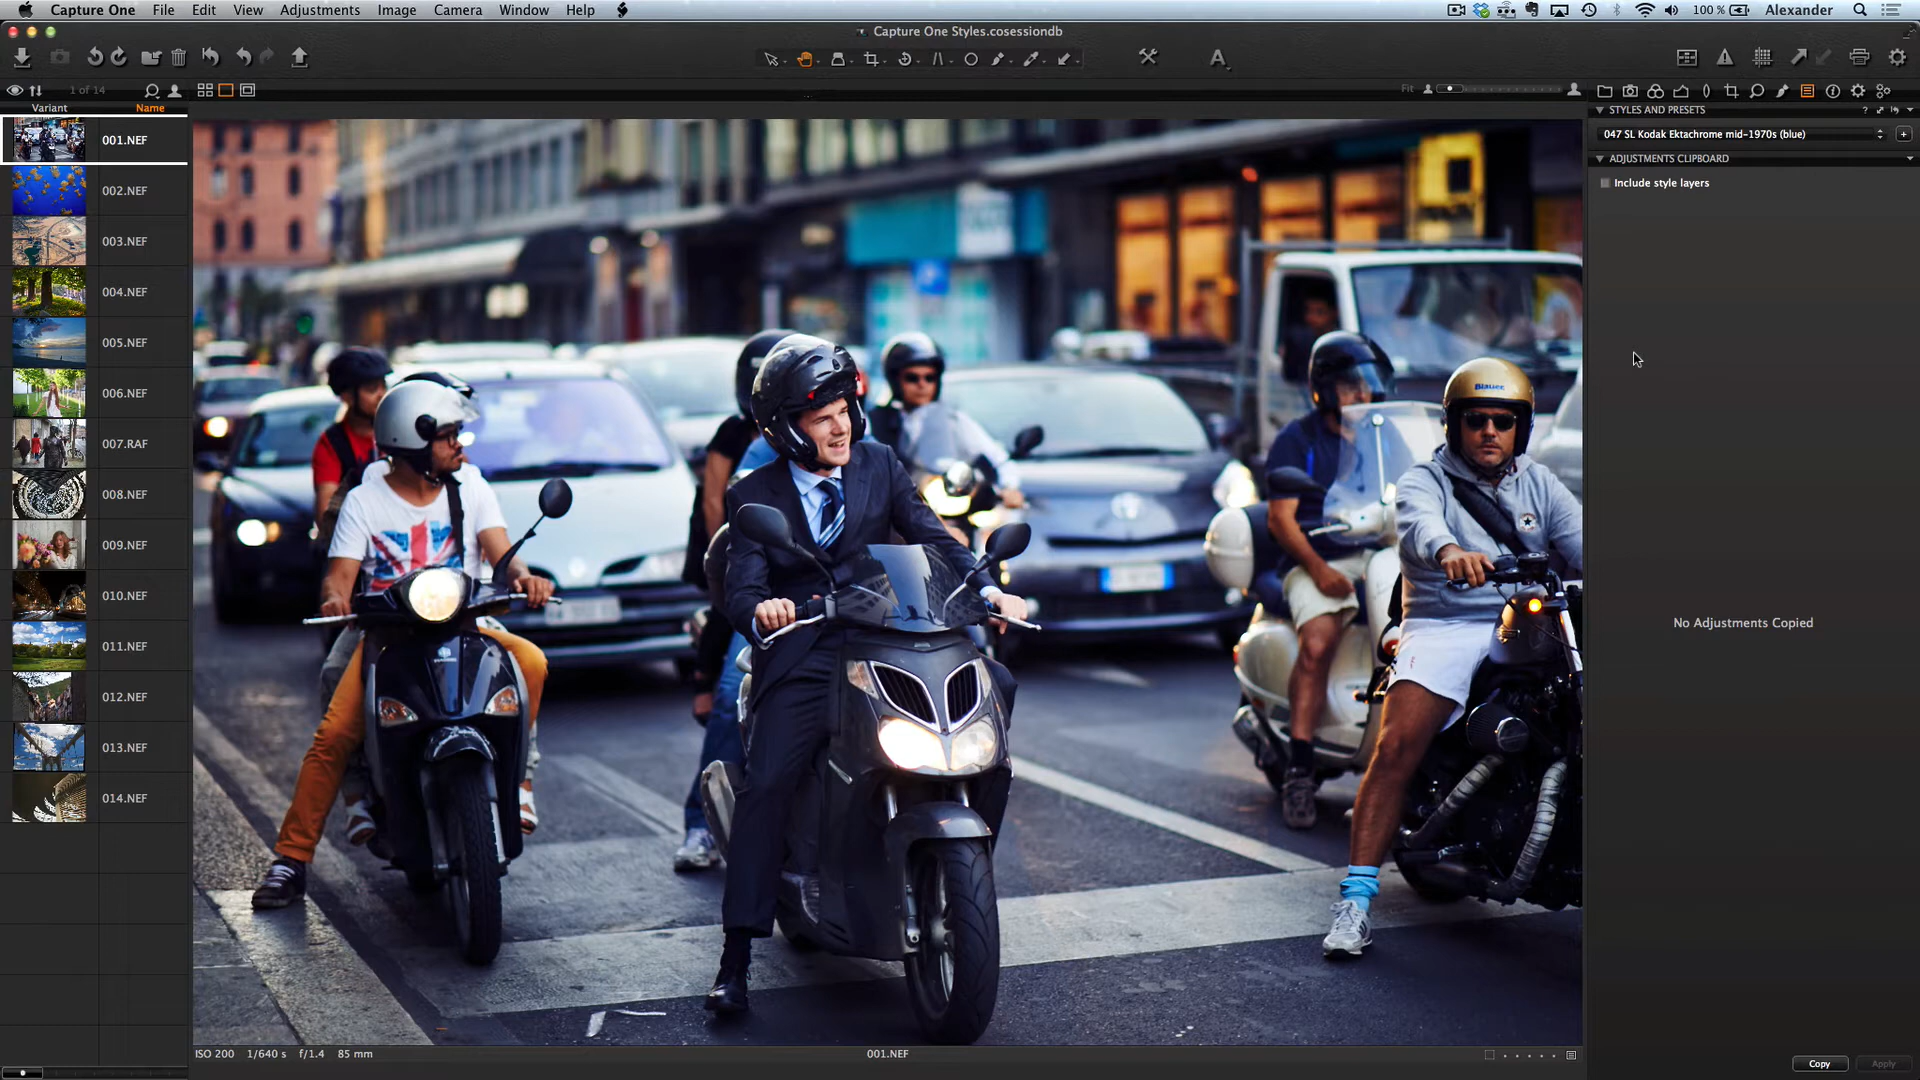 Capture One File Edit View Adjustments Image Camera Window Help
100 % Alexander
Capture One Styles.cosessiondb
1 of 14
Fit
Variant Name
001.NEF
002.NEF
003.NEF
004.NEF
005.NEF
006.NEF
007.RAF
008.NEF
009.NEF
010.NEF
011.NEF
012.NEF
013.NEF
014.NEF
Blauer
ISO 200 1/640 s f/1.4 85 mm
001.NEF
STYLES AND PRESETS
047 SL Kodak Ektachrome mid-1970s (blue)
ADJUSTMENTS CLIPBOARD
Include style layers
No Adjustments Copied
Copy Apply